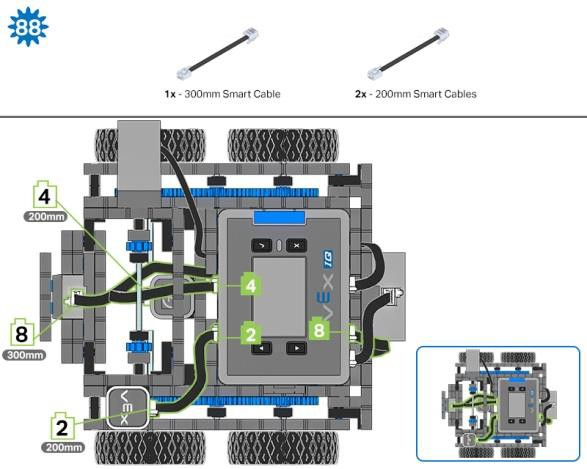 88
1x - 300mm Smart Cable
2x - 200mm Smart Cables
4
200mm
8
300mm
2
200mm
4
2
8
VEX IQ
VEX